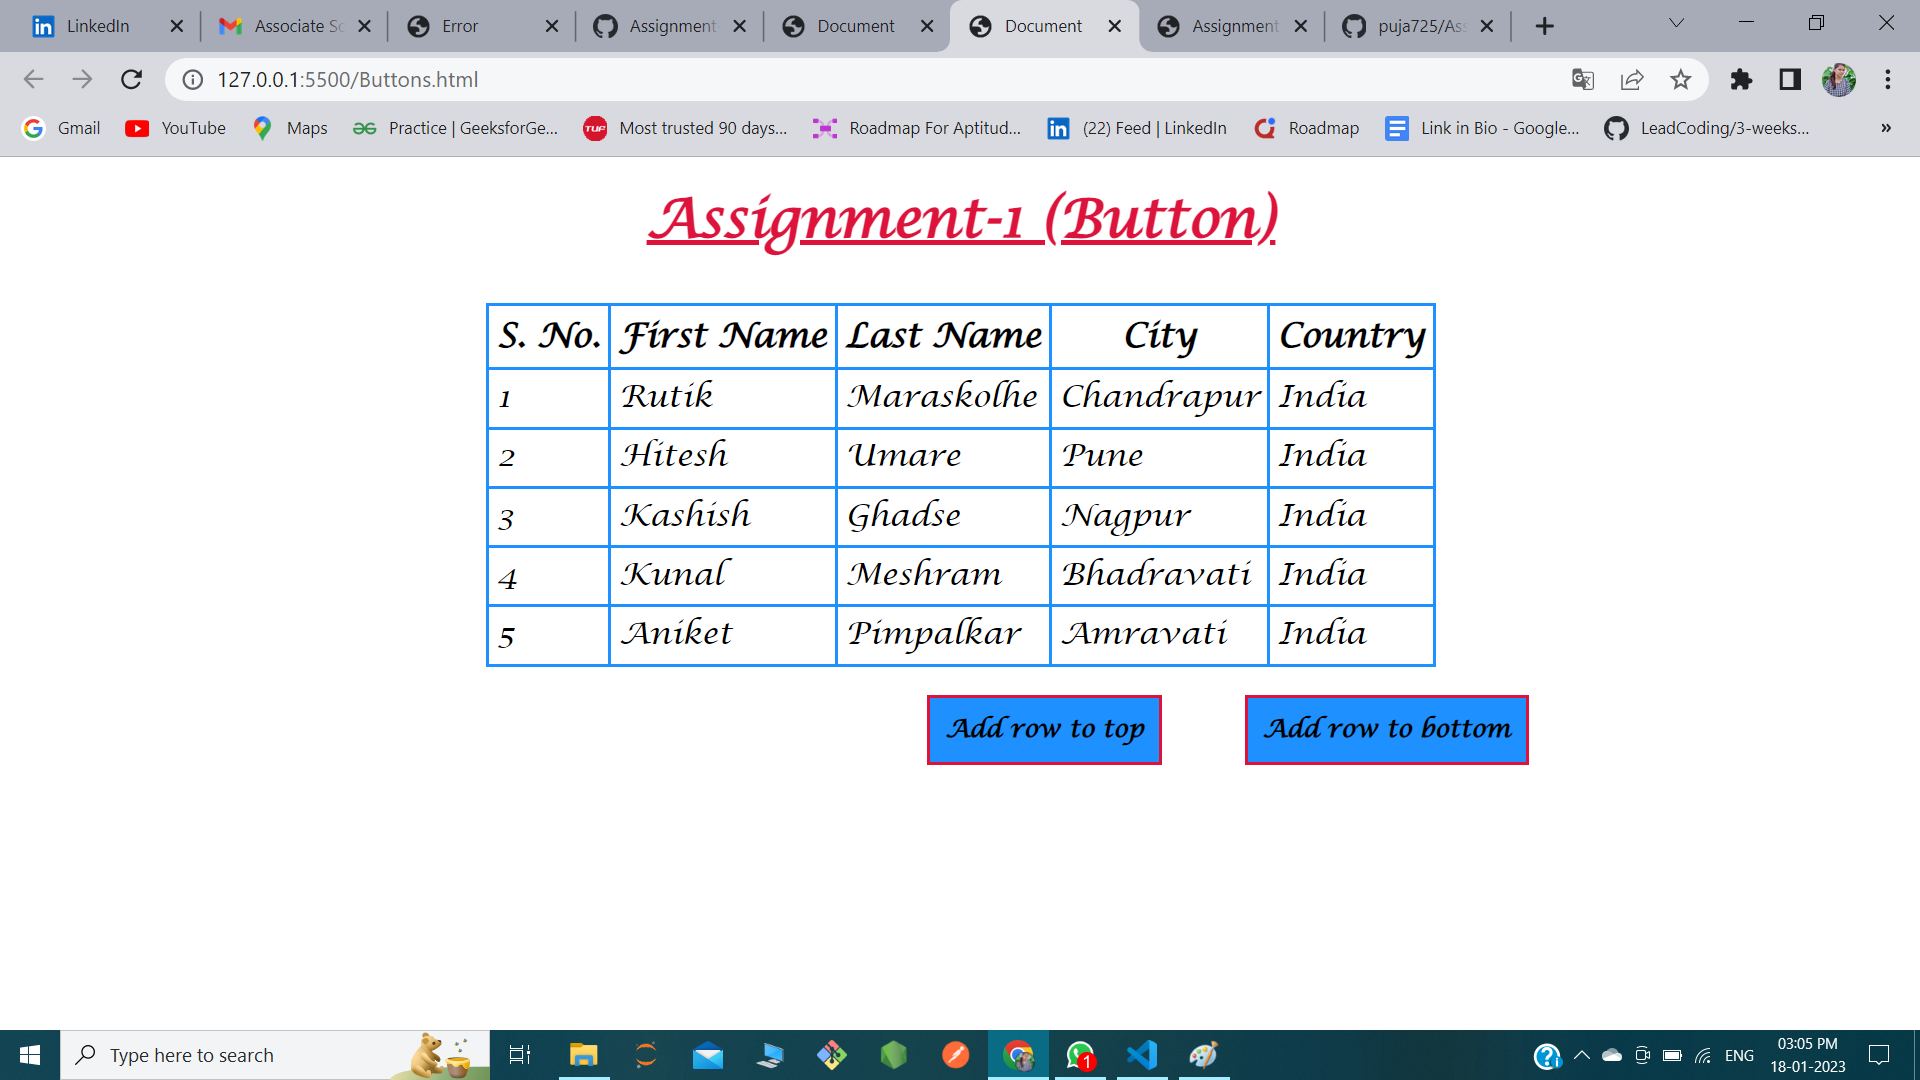 LinkedIn
Associate Sc
Error
Assignment
Document
Document
Assignment
puja725/Ass
127.0.0.1:5500/Buttons.html
Gmail
YouTube
Maps
Practice | GeeksforGe...
TUF
Most trusted 90 days...
Roadmap For Aptitud...
(22) Feed | LinkedIn
Roadmap
Link in Bio - Google...
LeadCoding/3-weeks...
»
Assignment-1 (Button)
S. No. First Name Last Name City Country
1 Rutik Maraskolhe Chandrapur India
2 Hitesh Umare Pune India
3 Kashish Ghadse Nagpur India
4 Kunal Meshram Bhadravati India
5 Aniket Pimpalkar Amravati India
Add row to top
Add row to bottom
Type here to search
1
ENG
03:05 PM
18-01-2023